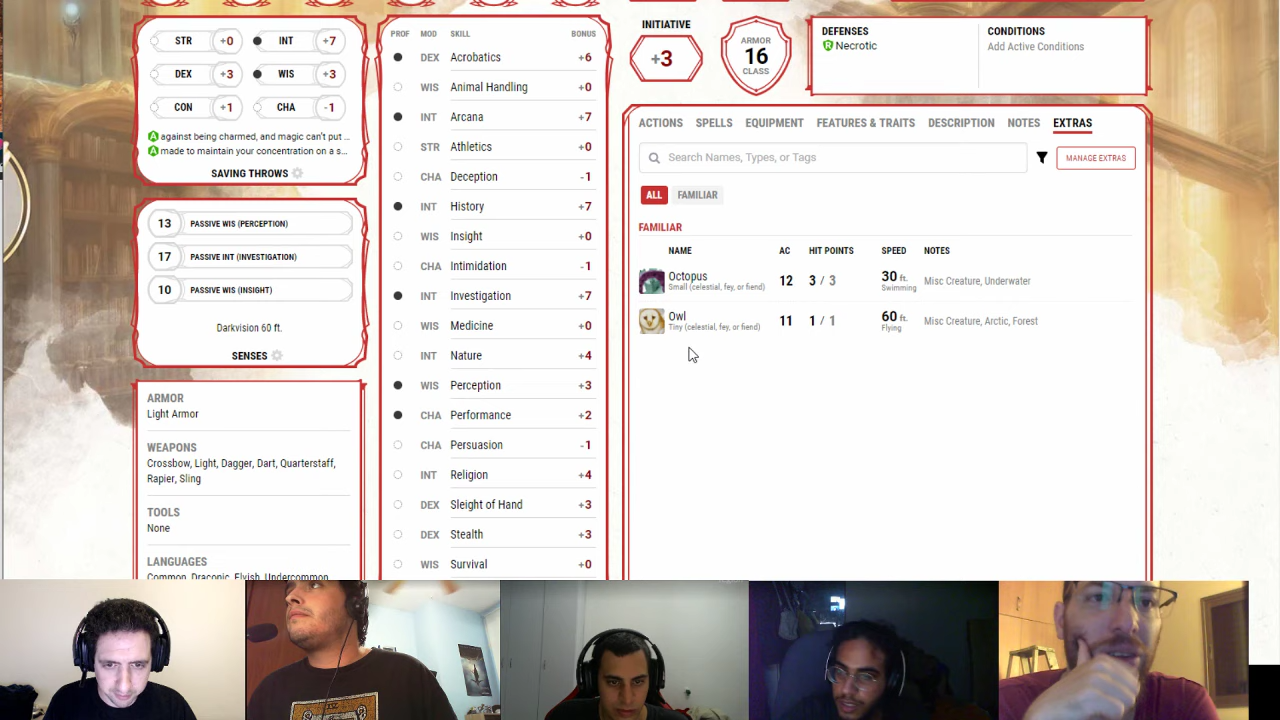 STR +0 INT +7
DEX +3 WIS +3
CON +1 CHA -1
A against being charmed, and magic can't put ...
A made to maintain your concentration on a s...
SAVING THROWS
13 PASSIVE WIS (PERCEPTION)
17 PASSIVE INT (INVESTIGATION)
10 PASSIVE WIS (INSIGHT)
Darkvision 60 ft.
SENSES
ARMOR
Light Armor
WEAPONS
Crossbow, Light, Dagger, Dart, Quarterstaff,
Rapier, Sling
TOOLS
None
LANGUAGES
Common, Draconic, Elvish, Undercommon
PROF MOD SKILL BONUS
DEX Acrobatics +6
WIS Animal Handling +0
INT Arcana +7
STR Athletics +0
CHA Deception -1
INT History +7
WIS Insight +0
CHA Intimidation -1
INT Investigation +7
WIS Medicine +0
INT Nature +4
WIS Perception +3
CHA Performance +2
CHA Persuasion -1
INT Religion +4
DEX Sleight of Hand +3
DEX Stealth +3
WIS Survival +0
INITIATIVE
+3
ARMOR
16
CLASS
DEFENSES
R Necrotic
CONDITIONS
Add Active Conditions
ACTIONS SPELLS EQUIPMENT FEATURES & TRAITS DESCRIPTION NOTES EXTRAS
Search Names, Types, or Tags
MANAGE EXTRAS
ALL FAMILIAR
FAMILIAR
NAME AC HIT POINTS SPEED NOTES
Octopus 12 3 / 3 30 ft. Misc Creature, Underwater
Small (celestial, fey, or fiend) Swimming
Owl 11 1 / 1 60 ft. Misc Creature, Arctic, Forest
Tiny (celestial, fey, or fiend) Flying